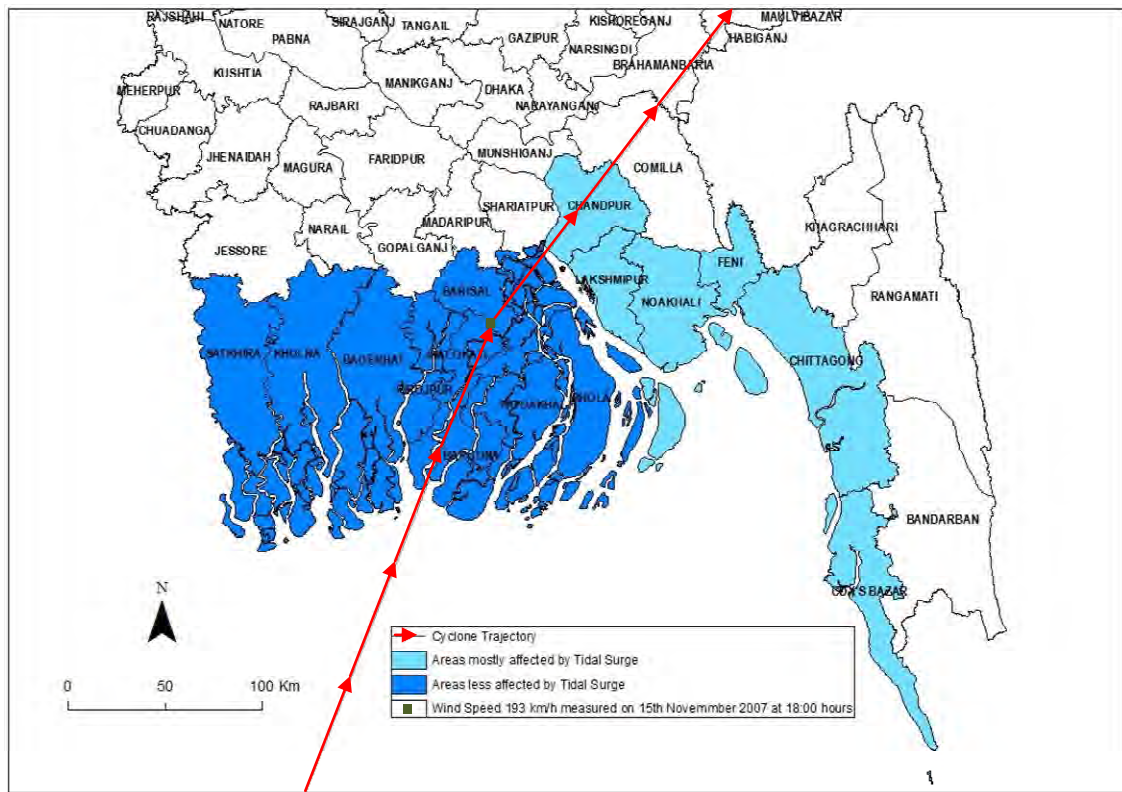 RAJSHAHI
NATORE
SIRAJGANJ
TANGAIL
KISHOREGANJ
MAULVIBAZAR
PABNA
GAZIPUR
NARSINGDI
HABIGANJ
BRAHAMANBARIA
KUSHTIA
MEHERPUR
MANIKGANJ
DHAKA
RAJBARI
NARAYANGANJ
CHUADANGA
JHENAIDAH
MAGURA
FARIDPUR
MUNSHIGANJ
COMILLA
SHARIATPUR
CHANDPUR
MADARIPUR
NARAIL
KHAGRACHHARI
JESSORE
GOPALGANJ
FENI
LAKSHMIPUR
BARISAL
NOAKHALI
RANGAMATI
SATKHIRA
KHULNA
BAGERHAT
CHITTAGONG
PIROJPUR
BHOLA
BARGUNA
BANDARBAN
COX'S BAZAR
N
Cyclone Trajectory
Areas mostly affected by Tidal Surge
Areas less affected by Tidal Surge
0 50 100 Km
Wind Speed 193 km/h measured on 15th Novemmber 2007 at 18:00 hours